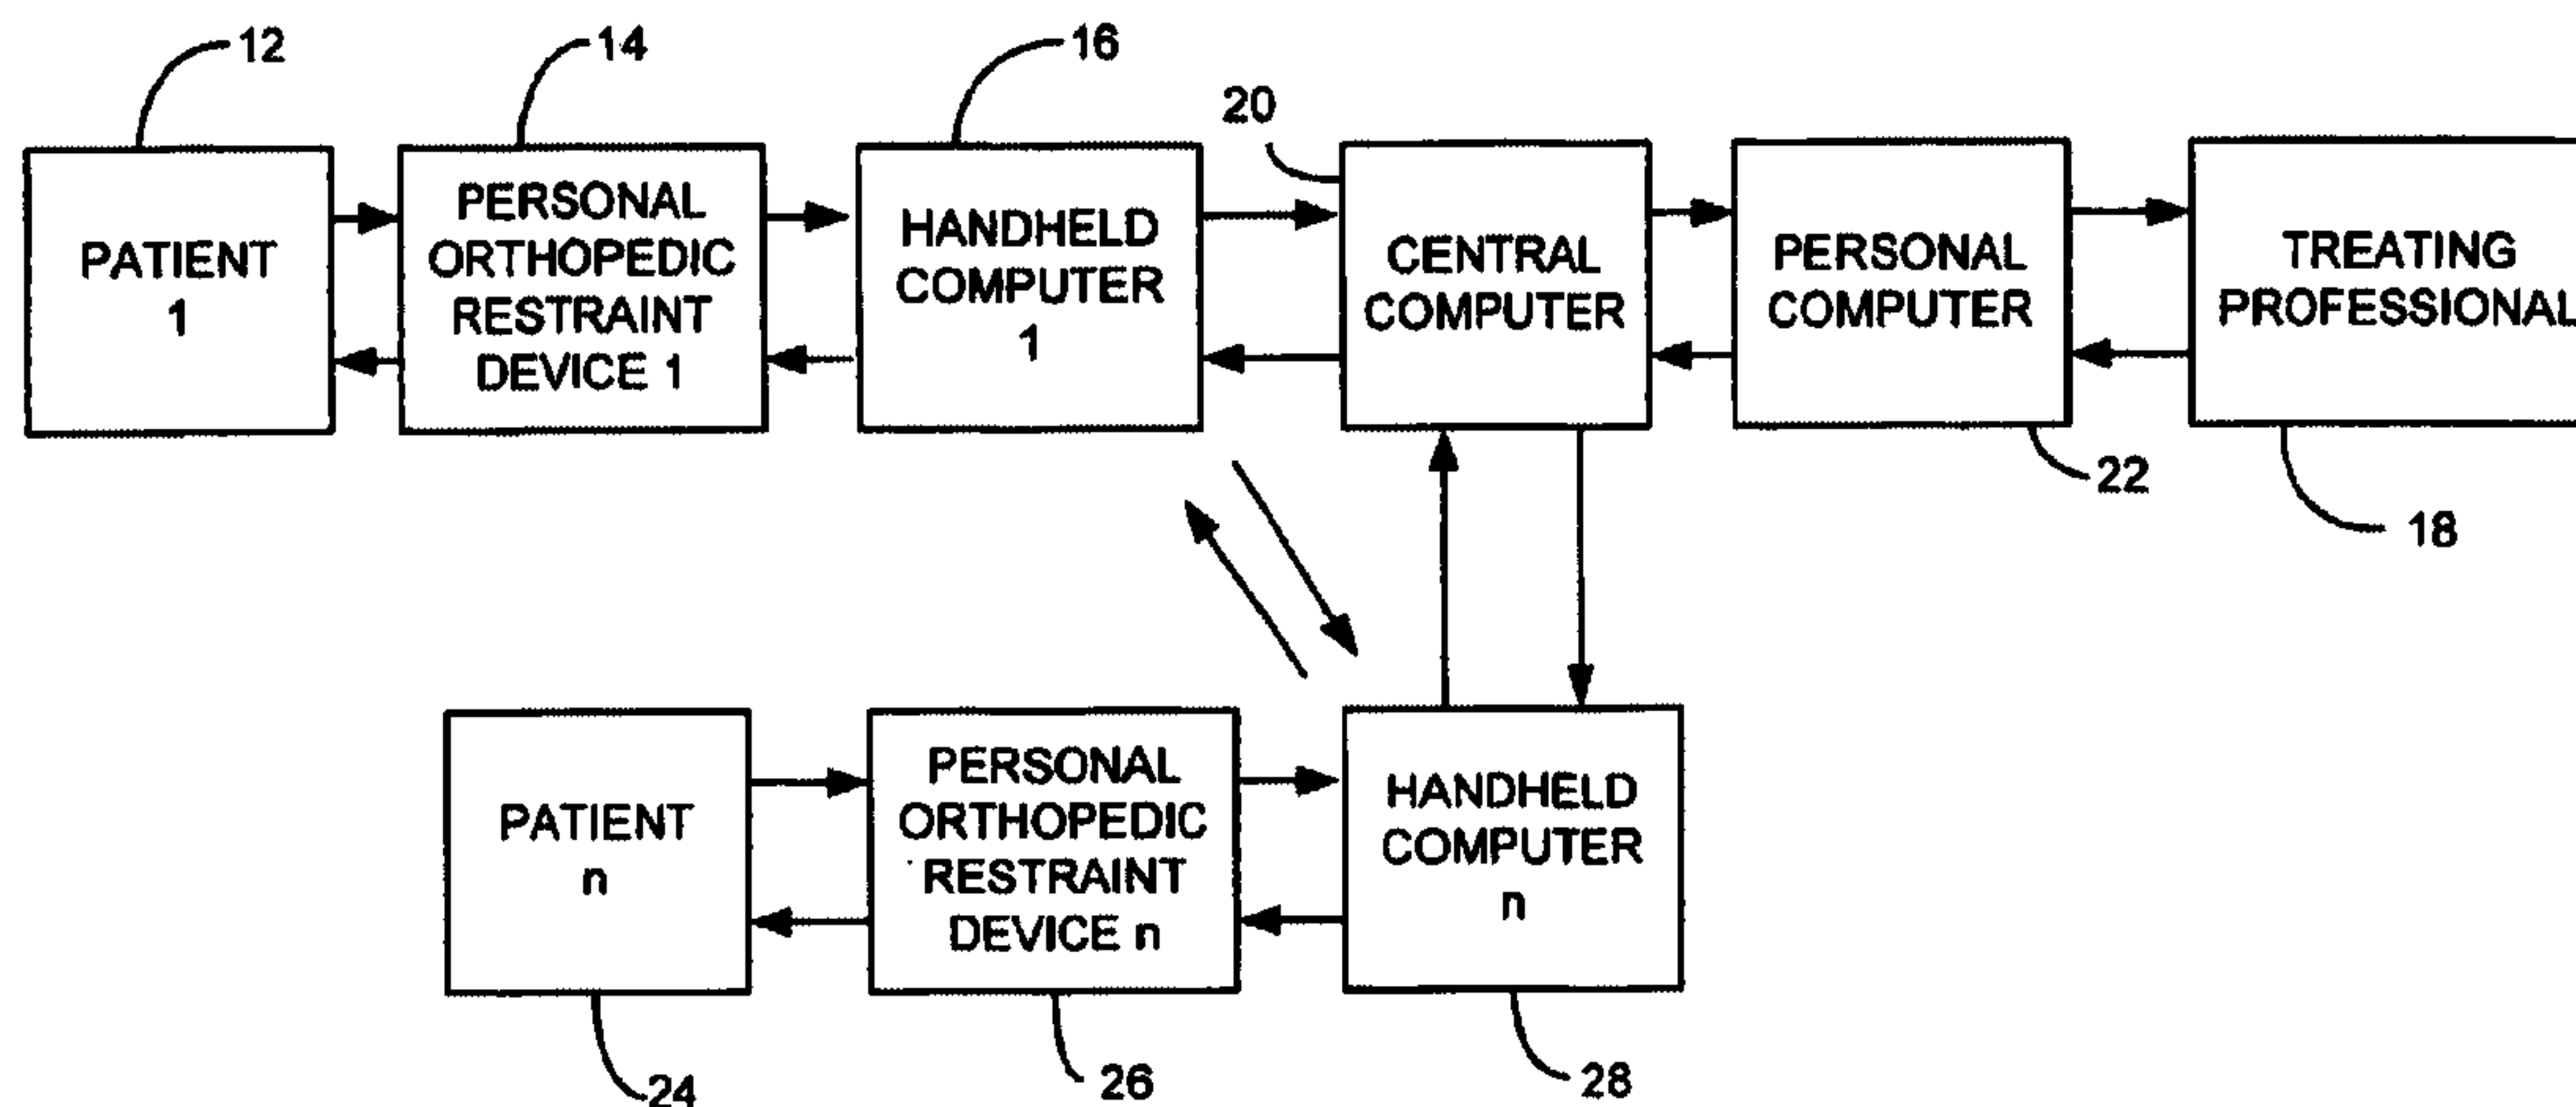 12
14
16
20
PATIENT
1
PERSONAL
ORTHOPEDIC
RESTRAINT
DEVICE 1
HANDHELD
COMPUTER
1
CENTRAL
COMPUTER
PERSONAL
COMPUTER
TREATING
PROFESSIONAL
22
18
PATIENT
n
PERSONAL
ORTHOPEDIC
RESTRAINT
DEVICE n
HANDHELD
COMPUTER
n
24
26
28